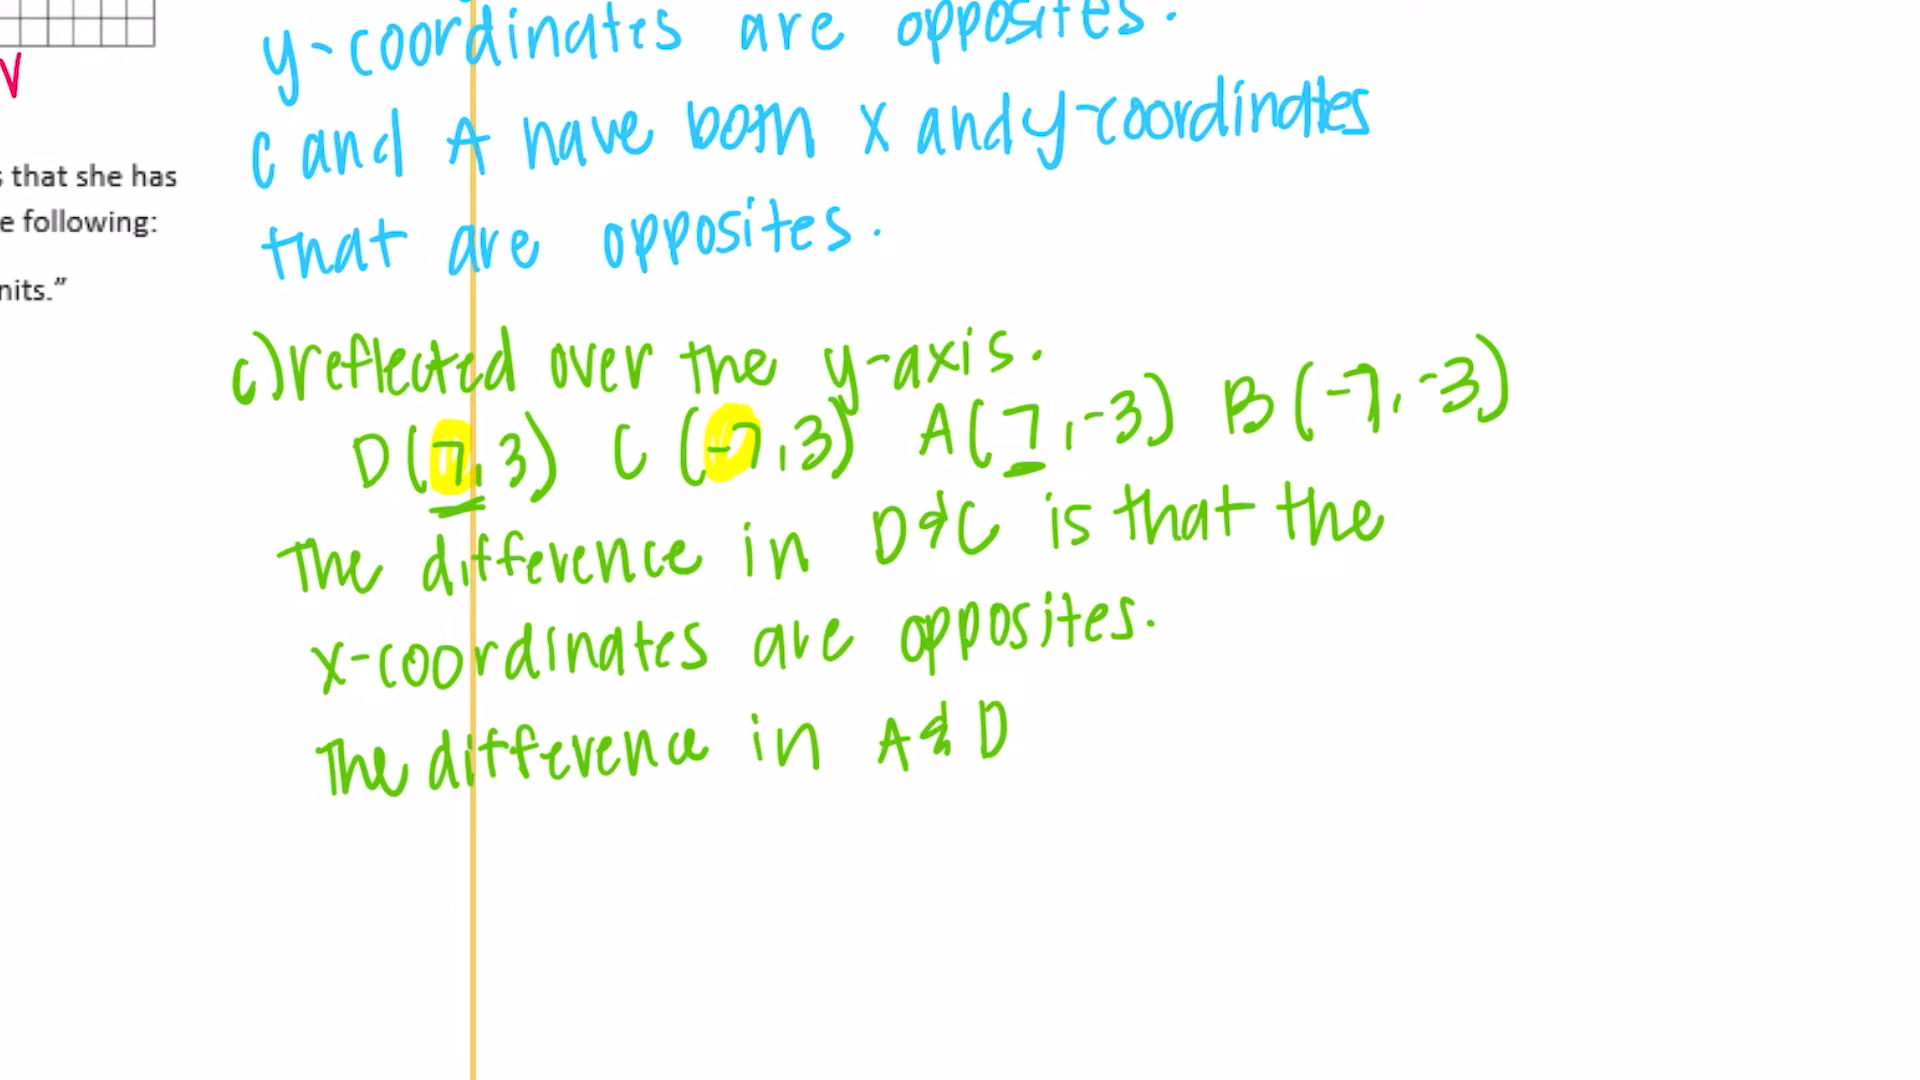 y-coordinates are opposites.
C and A have both x and y-coordinates
s that she has
e following:
that are opposites.
nits.”
c) reflected over the y-axis.
D (7, 3) C (-7, 3) A (7, -3) B (-7, -3)
The difference in D & C is that the
x-coordinates are opposites.
The difference in A & D